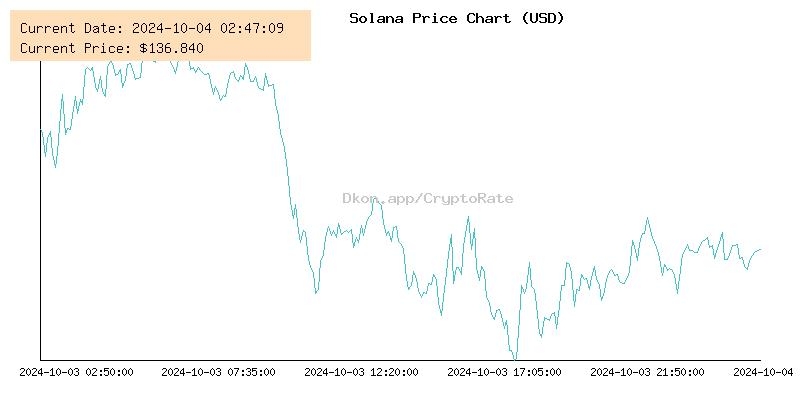 Solana Price Chart (USD)
Current Date: 2024-10-04 02:47:09
Current Price: $136.840
Dkon.app/CryptoRate
2024-10-03 02:50:00 2024-10-03 07:35:00 2024-10-03 12:20:00 2024-10-03 17:05:00 2024-10-03 21:50:00 2024-10-04